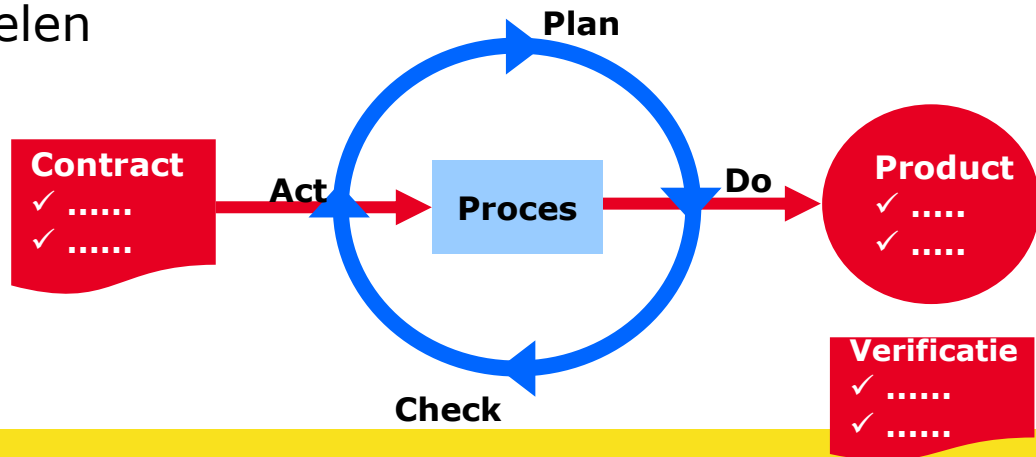 elen
Plan
Contract
✓ ......
✓ ......
Act
Proces
Do
Product
✓ .....
✓ .....
Check
Verificatie
✓ ......
✓ ......